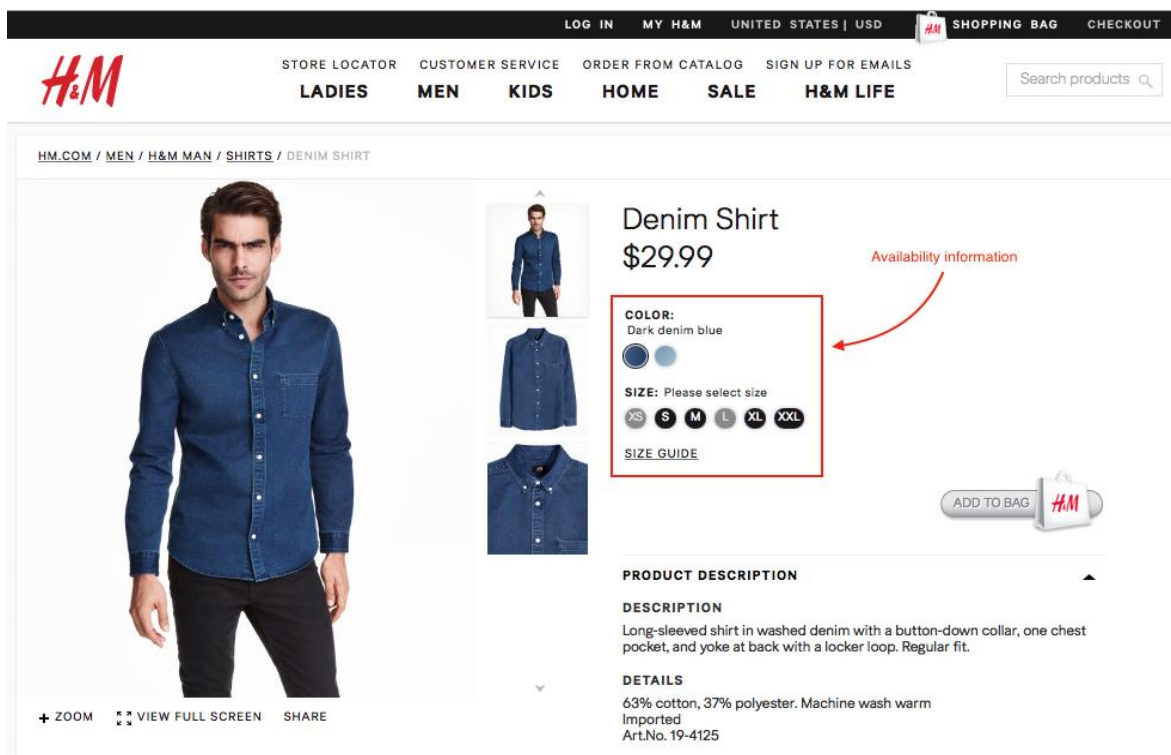 LOG IN MY H&M UNITED STATES | USD H&M SHOPPING BAG CHECKOUT
H&M
STORE LOCATOR CUSTOMER SERVICE ORDER FROM CATALOG SIGN UP FOR EMAILS
LADIES MEN KIDS HOME SALE H&M LIFE
Search products
HM.COM / MEN / H&M MAN / SHIRTS / DENIM SHIRT
Denim Shirt
$29.99
Availability information
COLOR:
Dark denim blue
SIZE: Please select size
XS S M L XL XXL
SIZE GUIDE
ADD TO BAG H&M
PRODUCT DESCRIPTION
DESCRIPTION
Long-sleeved shirt in washed denim with a button-down collar, one chest
pocket, and yoke at back with a locker loop. Regular fit.
DETAILS
63% cotton, 37% polyester. Machine wash warm
Imported
Art.No. 19-4125
+ ZOOM VIEW FULL SCREEN SHARE